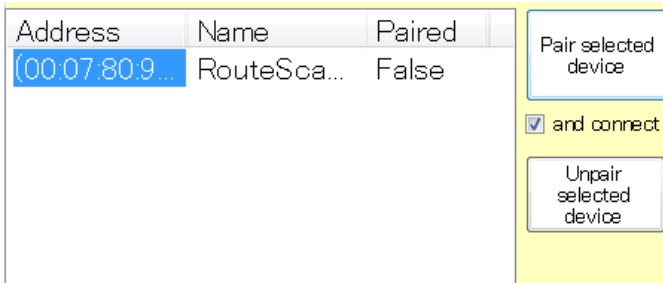 Address Name Paired
(00:07:80:9... RouteSca... False
Pair selected
device
and connect
Unpair
selected
device